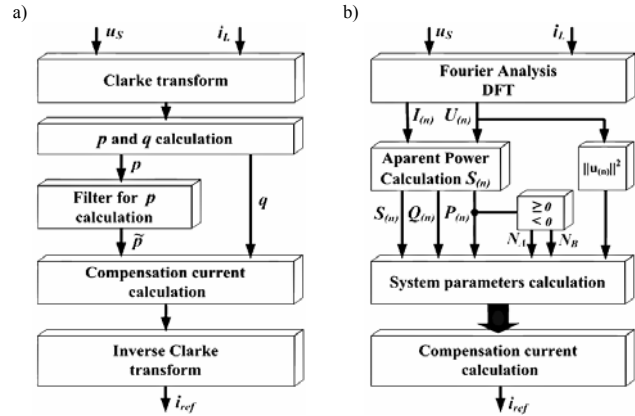 a)
u_S
i_L
Clarke transform
p and q calculation
p
Filter for p
calculation
q
p̃
Compensation current
calculation
Inverse Clarke
transform
i_ref
b)
u_S
i_L
Fourier Analysis
DFT
I_(n)
U_(n)
Aparent Power
Calculation S_(n)
||u_(n)||²
S_(n)
Q_(n)
P_(n)
≥ 0
< 0
N_A
N_B
System parameters calculation
Compensation current
calculation
i_ref